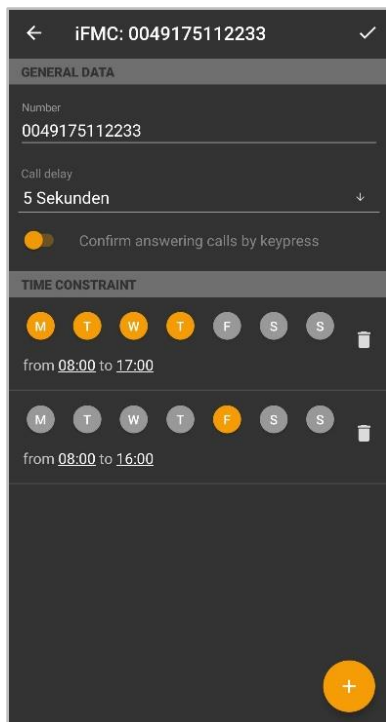 iFMC: 0049175112233
GENERAL DATA
Number
0049175112233
Call delay
5 Sekunden
Confirm answering calls by keypress
TIME CONSTRAINT
M T W T F S S
from 08:00 to 17:00
M T W T F S S
from 08:00 to 16:00
+